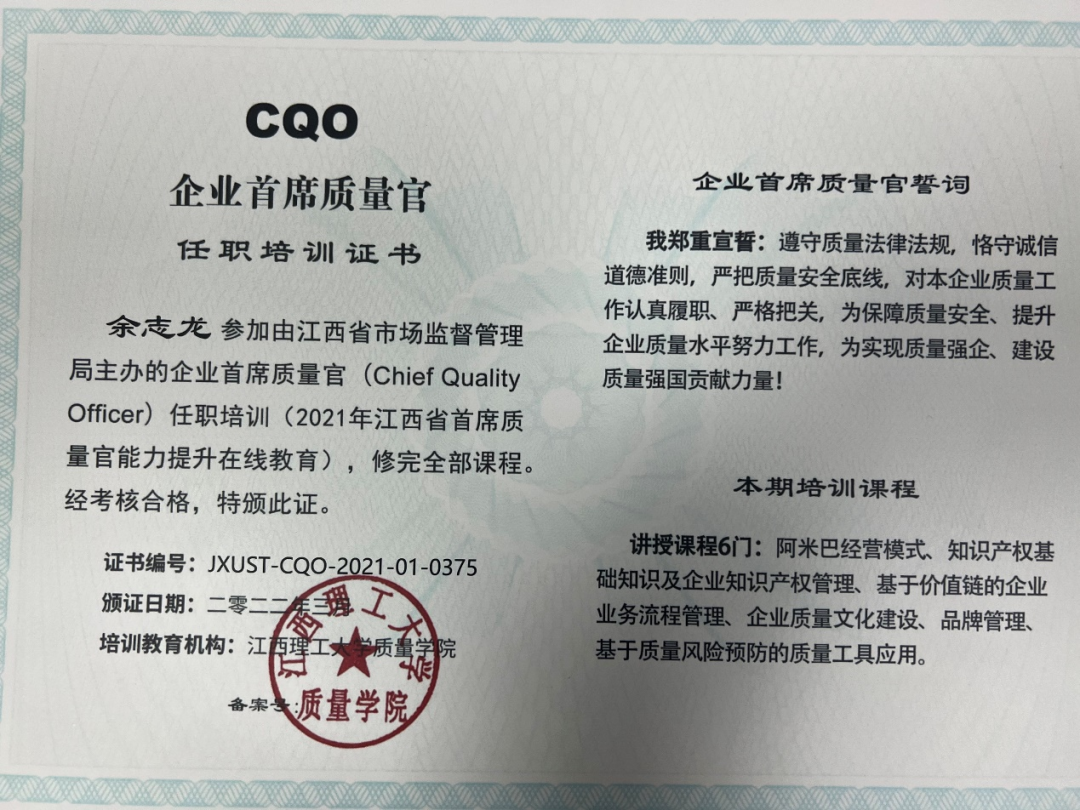 CQO
企业首席质量官
任职培训证书
余志龙 参加由江西省市场监督管理
局主办的企业首席质量官（Chief Quality
Officer）任职培训（2021年江西省首席质
量官能力提升在线教育），修完全部课程。
经考核合格，特颁此证。
证书编号：JXUST-CQO-2021-01-0375
颁证日期：二零二二年三月
培训教育机构：江西理工大学质量学院
备案号：
江西理工大学
质量学院
企业首席质量官誓词
我郑重宣誓：遵守质量法律法规，恪守诚信
道德准则，严把质量安全底线，对本企业质量工
作认真履职、严格把关，为保障质量安全、提升
企业质量水平努力工作，为实现质量强企、建设
质量强国贡献力量！
本期培训课程
讲授课程6门：阿米巴经营模式、知识产权基
础知识及企业知识产权管理、基于价值链的企业
业务流程管理、企业质量文化建设、品牌管理、
基于质量风险预防的质量工具应用。